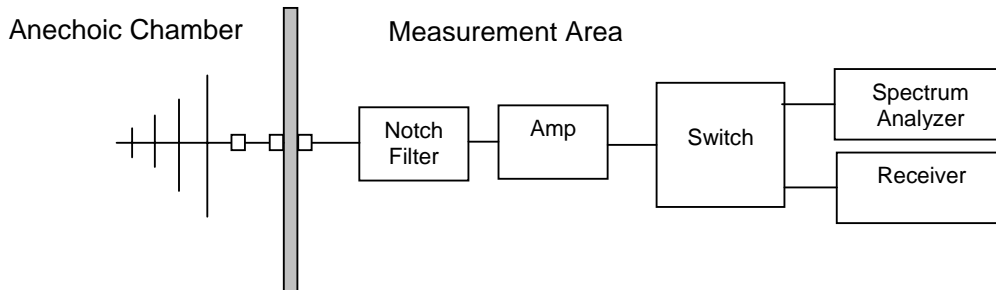 Anechoic Chamber
Measurement Area
Notch
Filter
Amp
Switch
Spectrum
Analyzer
Receiver